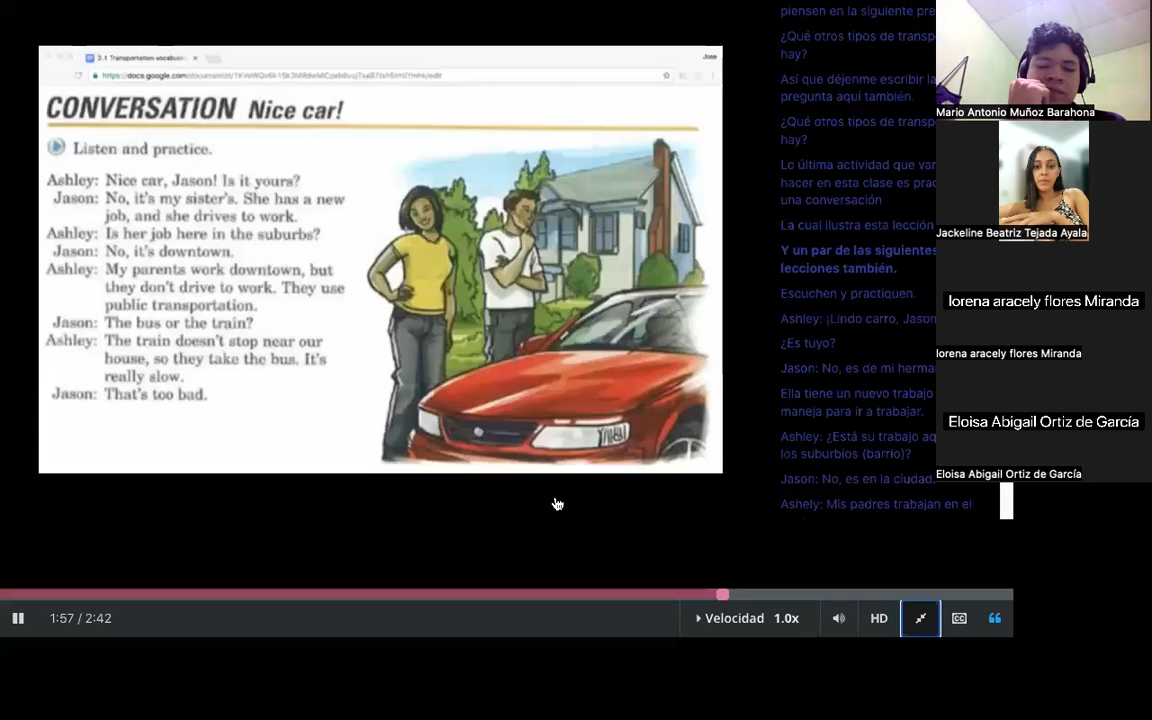 2.1 Transportation vocabulary
Jose
CONVERSATION Nice car!
Listen and practice.
Ashley: Nice car, Jason! Is it yours?
Jason: No, it's my sister's. She has a new
job, and she drives to work.
Ashley: Is her job here in the suburbs?
Jason: No, it's downtown.
Ashley: My parents work downtown, but
they don't drive to work. They use
public transportation.
Jason: The bus or the train?
Ashley: The train doesn't stop near our
house, so they take the bus. It's
really slow.
Jason: That's too bad.
piensen en la siguiente
¿Qué otros tipos de
hay?
Así que déjenme escribir la
pregunta aquí también.
¿Qué otros tipos de
hay?
Lo última actividad que
hacer en esta clase es
una conversación
La cual ilustra esta lección
Y un par de las siguientes
lecciones también.
Escuchen y practiquen.
Ashley: ¡Lindo carro, Jason
¿Es tuyo?
Jason: No, es de mi
Ella tiene un nuevo trabajo
maneja para ir a trabajar.
Ashley: ¿Está su trabajo
los suburbios (barrio)?
Jason: No, es en la ciudad.
Ashely: Mis padres trabajan en el
Mario Antonio Muñoz Barahona
Jackeline Beatriz Tejada Ayala
lorena aracely flores Miranda
lorena aracely flores Miranda
Eloisa Abigail Ortiz de García
Eloisa Abigail Ortiz de García
1:57 / 2:42
Velocidad 1.0x
HD
CC